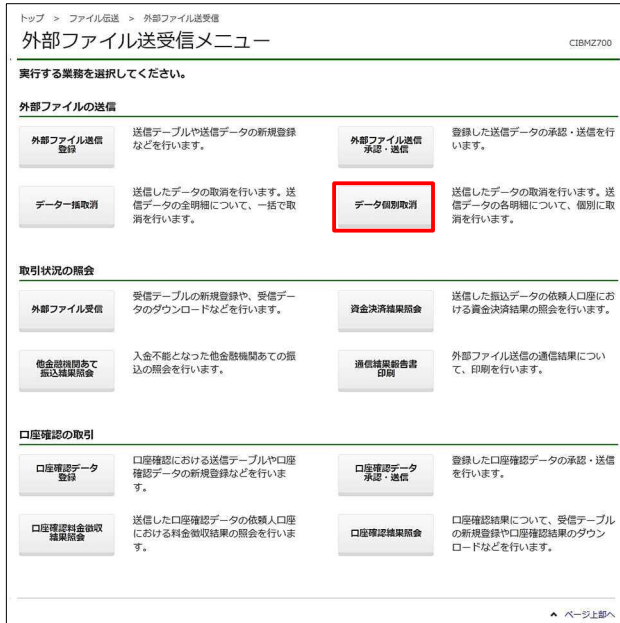 トップ > ファイル伝送 > 外部ファイル送受信
外部ファイル送受信メニュー
CIBMZ700
実行する業務を選択してください。
外部ファイルの送信
外部ファイル送信
登録
送信テーブルや送信データの新規登録
などを行います。
外部ファイル送信
承認・送信
登録した送信データの承認・送信を行
います。
データ一括取消
送信したデータの取消を行います。送
信データの全明細について、一括で取
消を行います。
データ個別取消
送信したデータの取消を行います。送
信データの各明細について、個別に取
消を行います。
取引状況の照会
外部ファイル受信
受信テーブルの新規登録や、受信デー
タのダウンロードなどを行います。
資金決済結果照会
送信した振込データの依頼人口座にお
ける資金決済結果の照会を行います。
他金融機関あて
振込結果照会
入金不能となった他金融機関あての振
込の照会を行います。
通信結果報告書
印刷
外部ファイル送信の通信結果につい
て、印刷を行います。
口座確認の取引
口座確認データ
登録
口座確認における送信テーブルや口座
確認データの新規登録などを行いま
す。
口座確認データ
承認・送信
登録した口座確認データの承認・送信
を行います。
口座確認料金徴収
結果照会
送信した口座確認データの依頼人口座
における料金徴収結果の照会を行いま
す。
口座確認結果照会
口座確認結果について、受信テーブル
の新規登録や口座確認結果のダウン
ロードなどを行います。
ページ上部へ